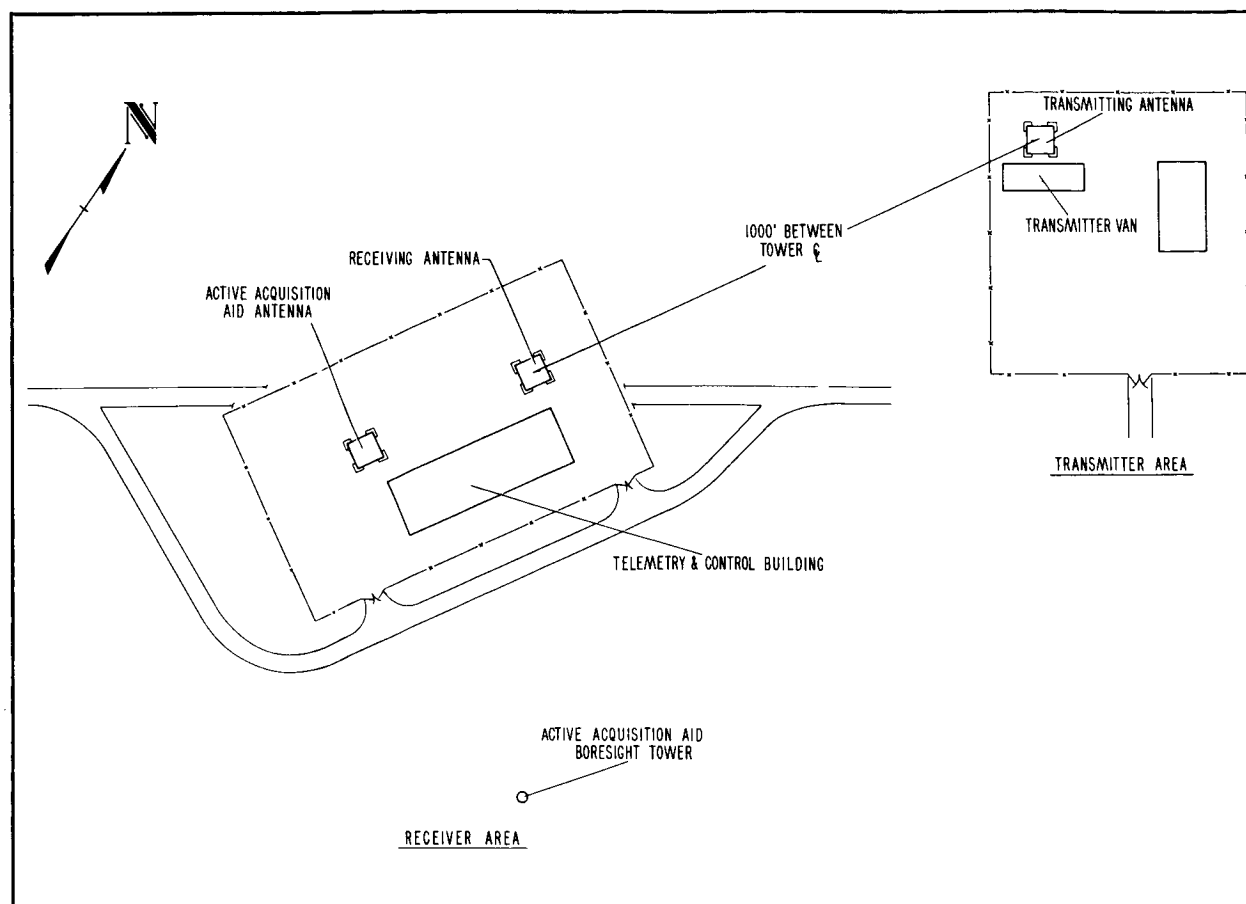 N
TRANSMITTING ANTENNA
TRANSMITTER VAN
1000' BETWEEN
TOWER ℄
RECEIVING ANTENNA
ACTIVE ACQUISITION
AID ANTENNA
TRANSMITTER AREA
TELEMETRY & CONTROL BUILDING
ACTIVE ACQUISITION AID
BORESIGHT TOWER
RECEIVER AREA